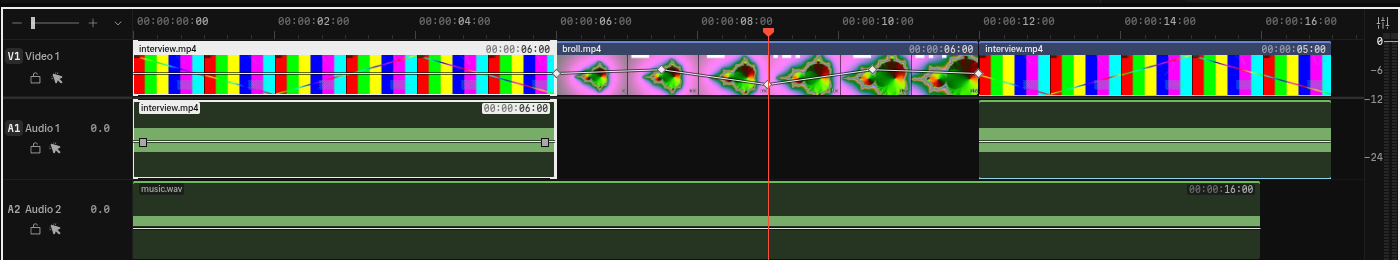 00:00:00:00 00:00:02:00 00:00:04:00 00:00:06:00 00:00:08:00 00:00:10:00 00:00:12:00 00:00:14:00 00:00:16:00
V1 Video 1
interview.mp4 00:00:06:00 broll.mp4 00:00:06:00 interview.mp4 00:00:05:00
0
-6
-12
-24
A1 Audio 1 0.0
interview.mp4 00:00:06:00
A2 Audio 2 0.0
music.wav 00:00:16:00